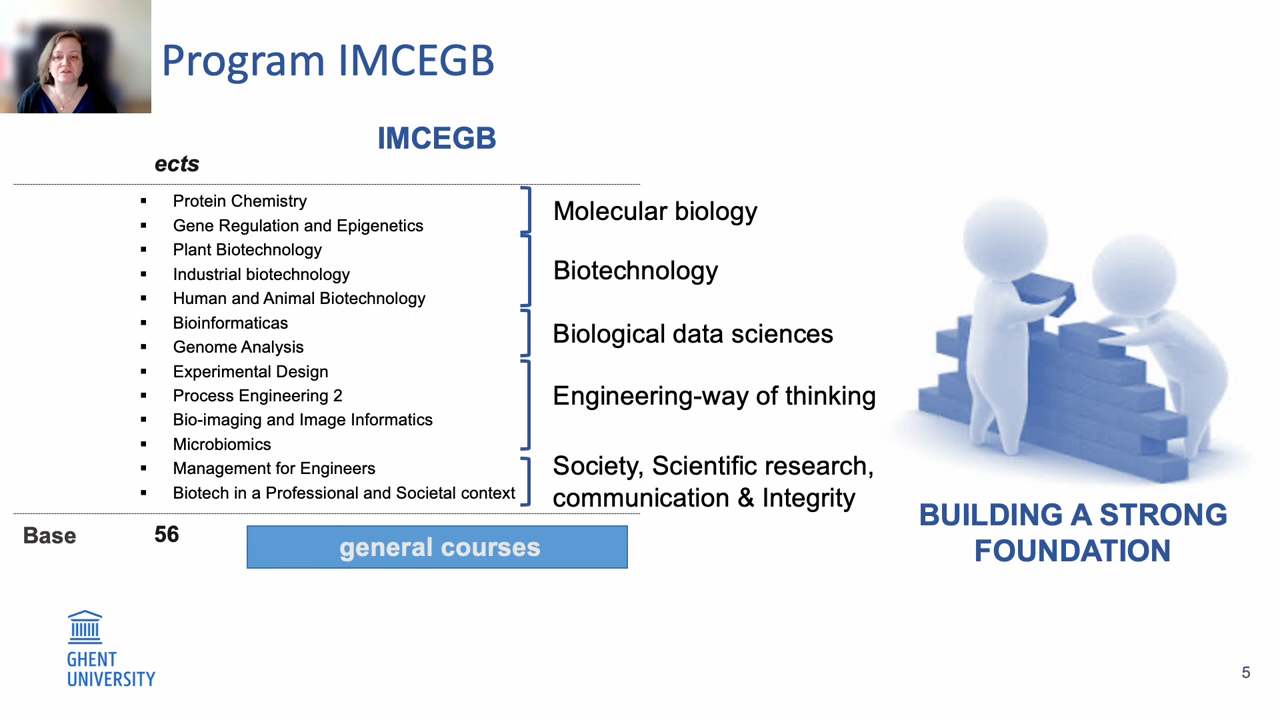 Program IMCEGB
IMCEGB
ects
Protein Chemistry
Gene Regulation and Epigenetics
Plant Biotechnology
Industrial biotechnology
Human and Animal Biotechnology
Bioinformaticas
Genome Analysis
Experimental Design
Process Engineering 2
Bio-imaging and Image Informatics
Microbiomics
Management for Engineers
Biotech in a Professional and Societal context
Molecular biology
Biotechnology
Biological data sciences
Engineering-way of thinking
Society, Scientific research,
communication & Integrity
BUILDING A STRONG
FOUNDATION
Base 56
general courses
GHENT
UNIVERSITY
5